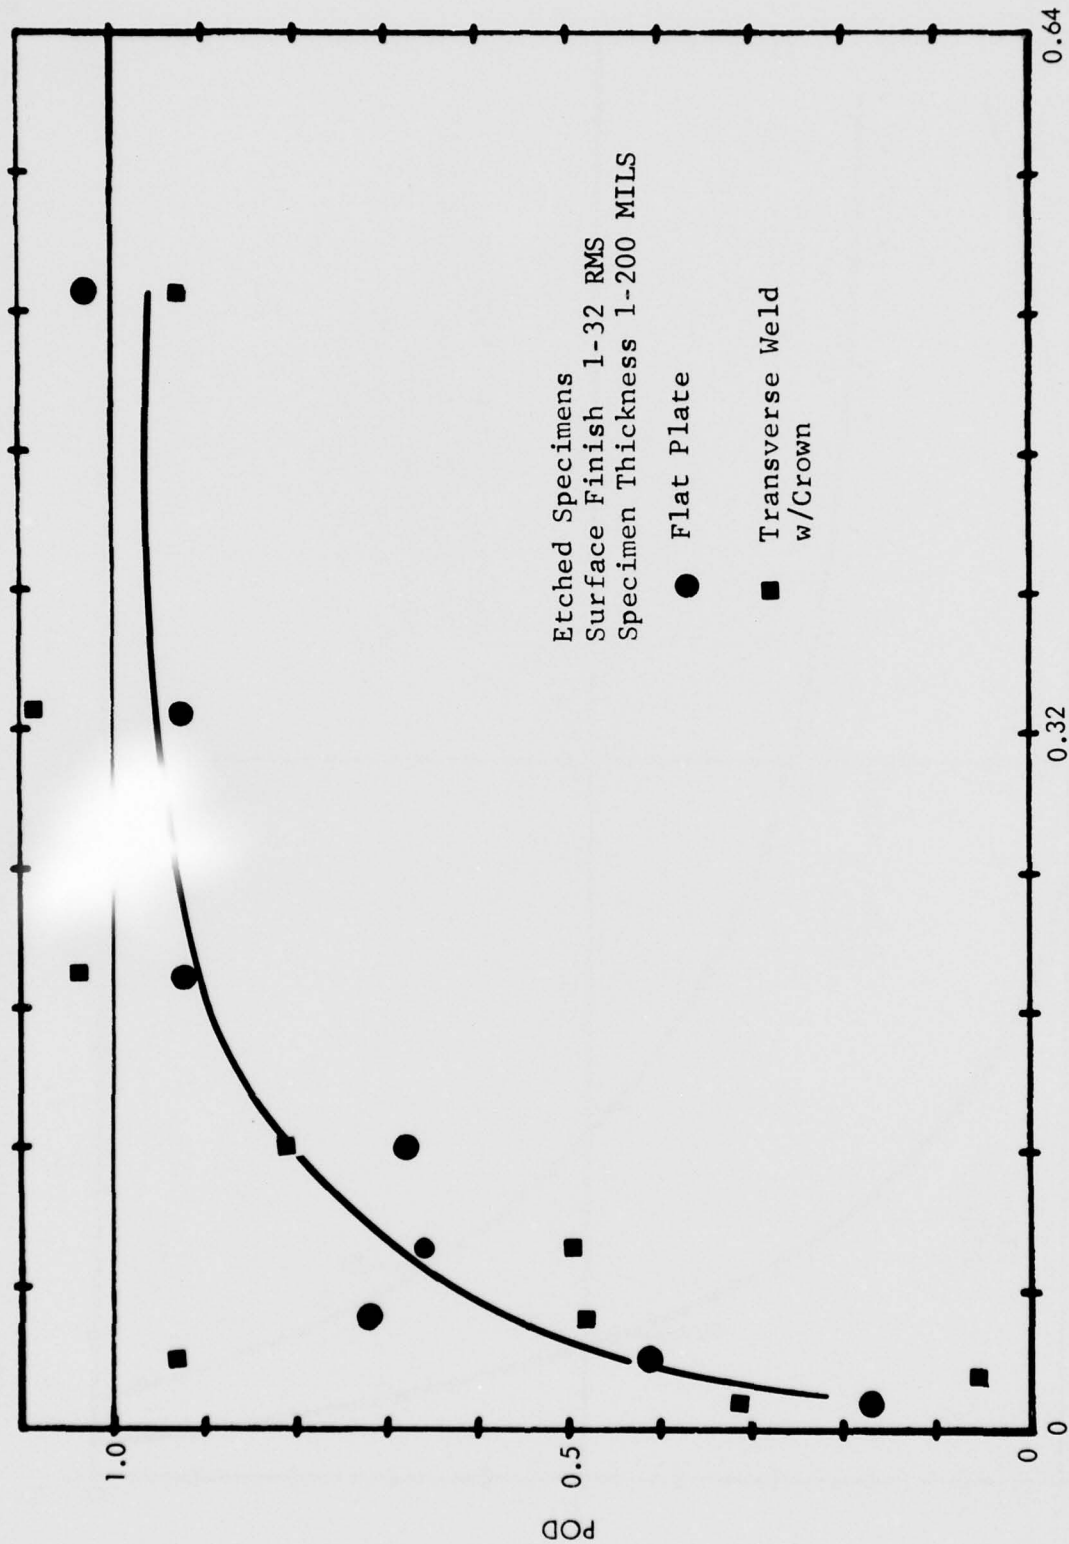 POD
1.0
0.5
0
0
0.32
0.64
Etched Specimens
Surface Finish 1-32 RMS
Specimen Thickness 1-200 MILS
Flat Plate
Transverse Weld
w/Crown